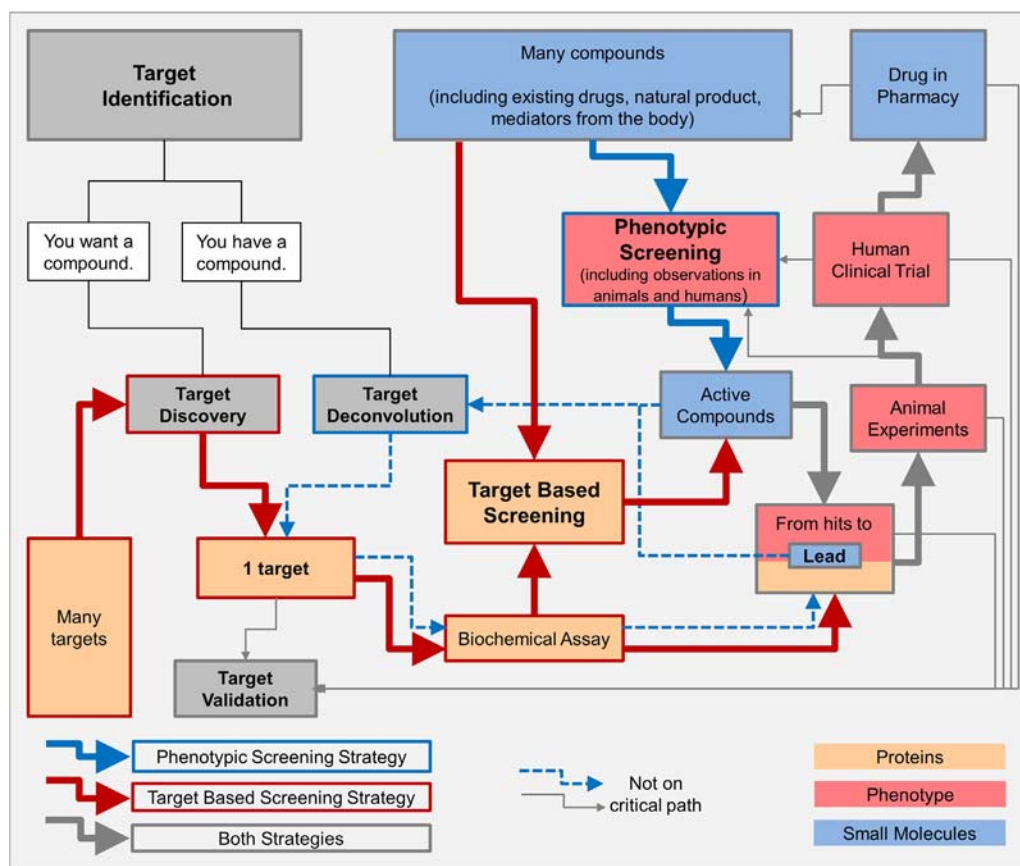 Target
Identification
Many compounds
(including existing drugs, natural product,
mediators from the body)
Drug in
Pharmacy
You want a
compound.
You have a
compound.
Phenotypic
Screening
(including observations in
animals and humans)
Human
Clinical Trial
Target
Discovery
Target
Deconvolution
Active
Compounds
Animal
Experiments
Target Based
Screening
From hits to
Lead
1 target
Many
targets
Biochemical Assay
Target
Validation
Phenotypic Screening Strategy
Target Based Screening Strategy
Both Strategies
Not on
critical path
Proteins
Phenotype
Small Molecules